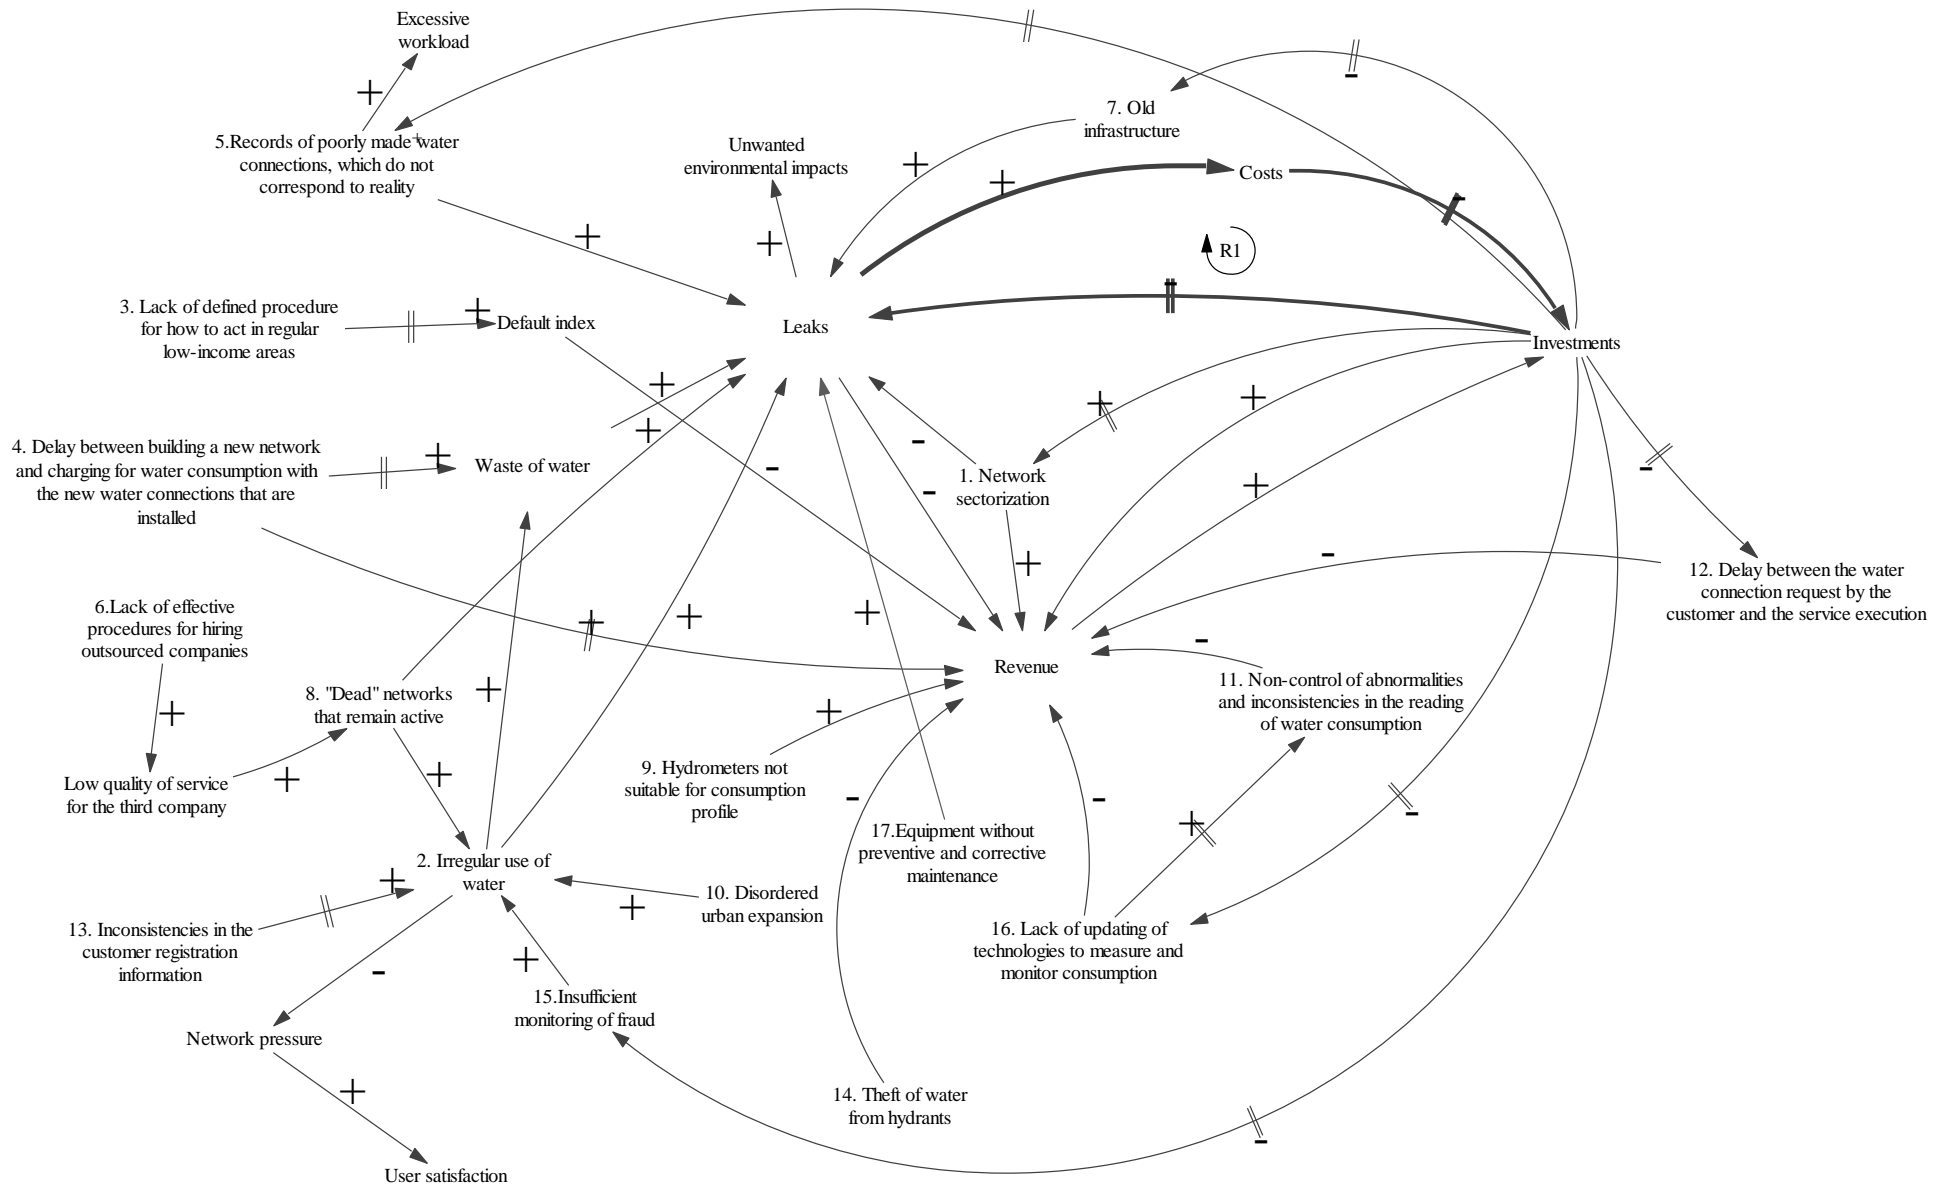 Excessive
workload
5.Records of poorly made water
connections, which do not
correspond to reality
+
7. Old
infrastructure
Unwanted
environmental impacts
Costs
R1
3. Lack of defined procedure
for how to act in regular
low-income areas
Default index
Leaks
Investments
4. Delay between building a new network
and charging for water consumption with
the new water connections that are
installed
Waste of water
1. Network
sectorization
12. Delay between the water
connection request by the
customer and the service execution
6.Lack of effective
procedures for hiring
outsourced companies
Revenue
8. "Dead" networks
that remain active
11. Non-control of abnormalities
and inconsistencies in the reading
of water consumption
Low quality of service
for the third company
9. Hydrometers not
suitable for consumption
profile
17.Equipment without
preventive and corrective
maintenance
2. Irregular use of
water
10. Disordered
urban expansion
13. Inconsistencies in the
customer registration
information
16. Lack of updating of
technologies to measure and
monitor consumption
15.Insufficient
monitoring of fraud
Network pressure
14. Theft of water
from hydrants
User satisfaction